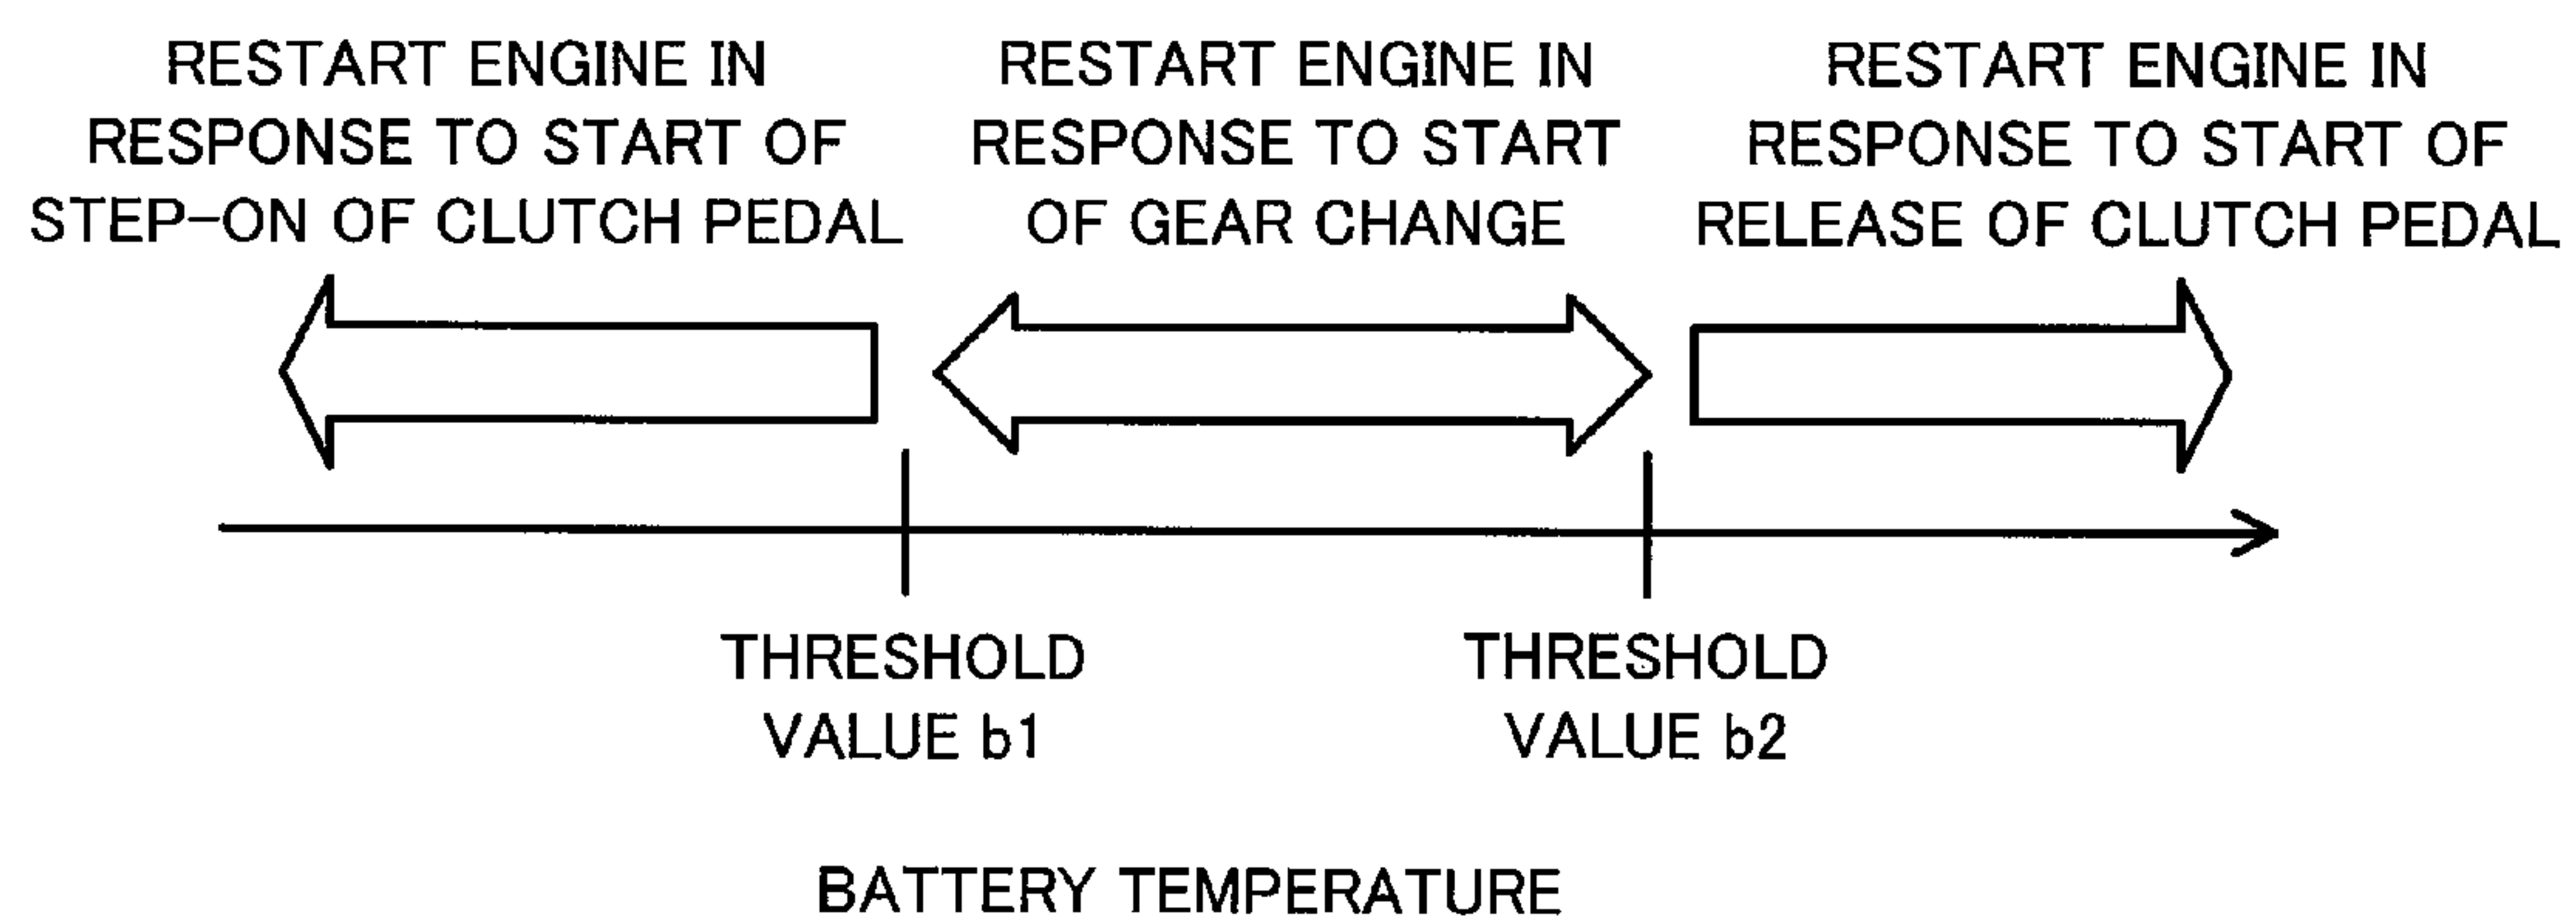 RESTART ENGINE IN
RESPONSE TO START OF
STEP-ON OF CLUTCH PEDAL
RESTART ENGINE IN
RESPONSE TO START
OF GEAR CHANGE
RESTART ENGINE IN
RESPONSE TO START OF
RELEASE OF CLUTCH PEDAL
THRESHOLD
VALUE b1
THRESHOLD
VALUE b2
BATTERY TEMPERATURE